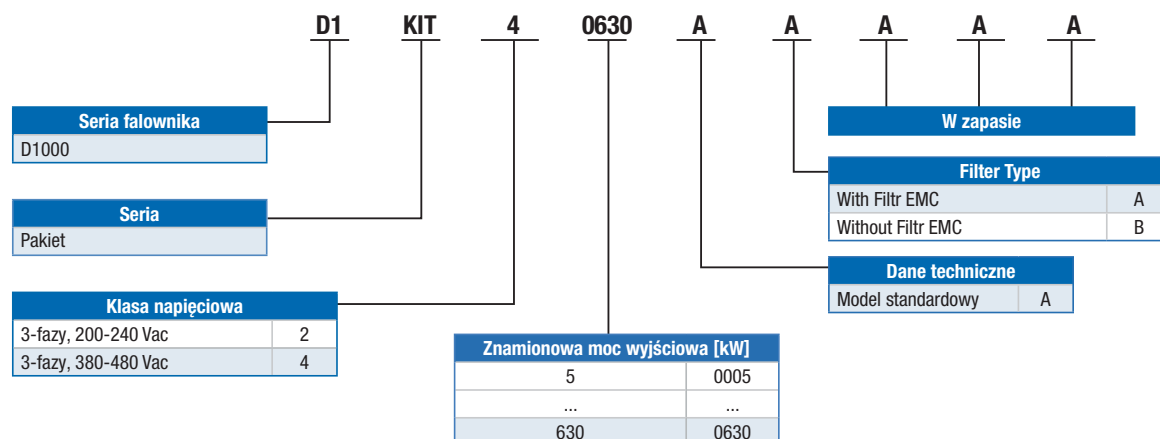 D1 KIT 4 0630 A A A A A
Seria falownika
D1000
Seria
Pakiet
Klasa napięciowa
3-fazy, 200-240 Vac 2
3-fazy, 380-480 Vac 4
Znamionowa moc wyjściowa [kW]
5 0005
... ...
630 0630
W zapasie
Filter Type
With Filtr EMC A
Without Filtr EMC B
Dane techniczne
Model standardowy A